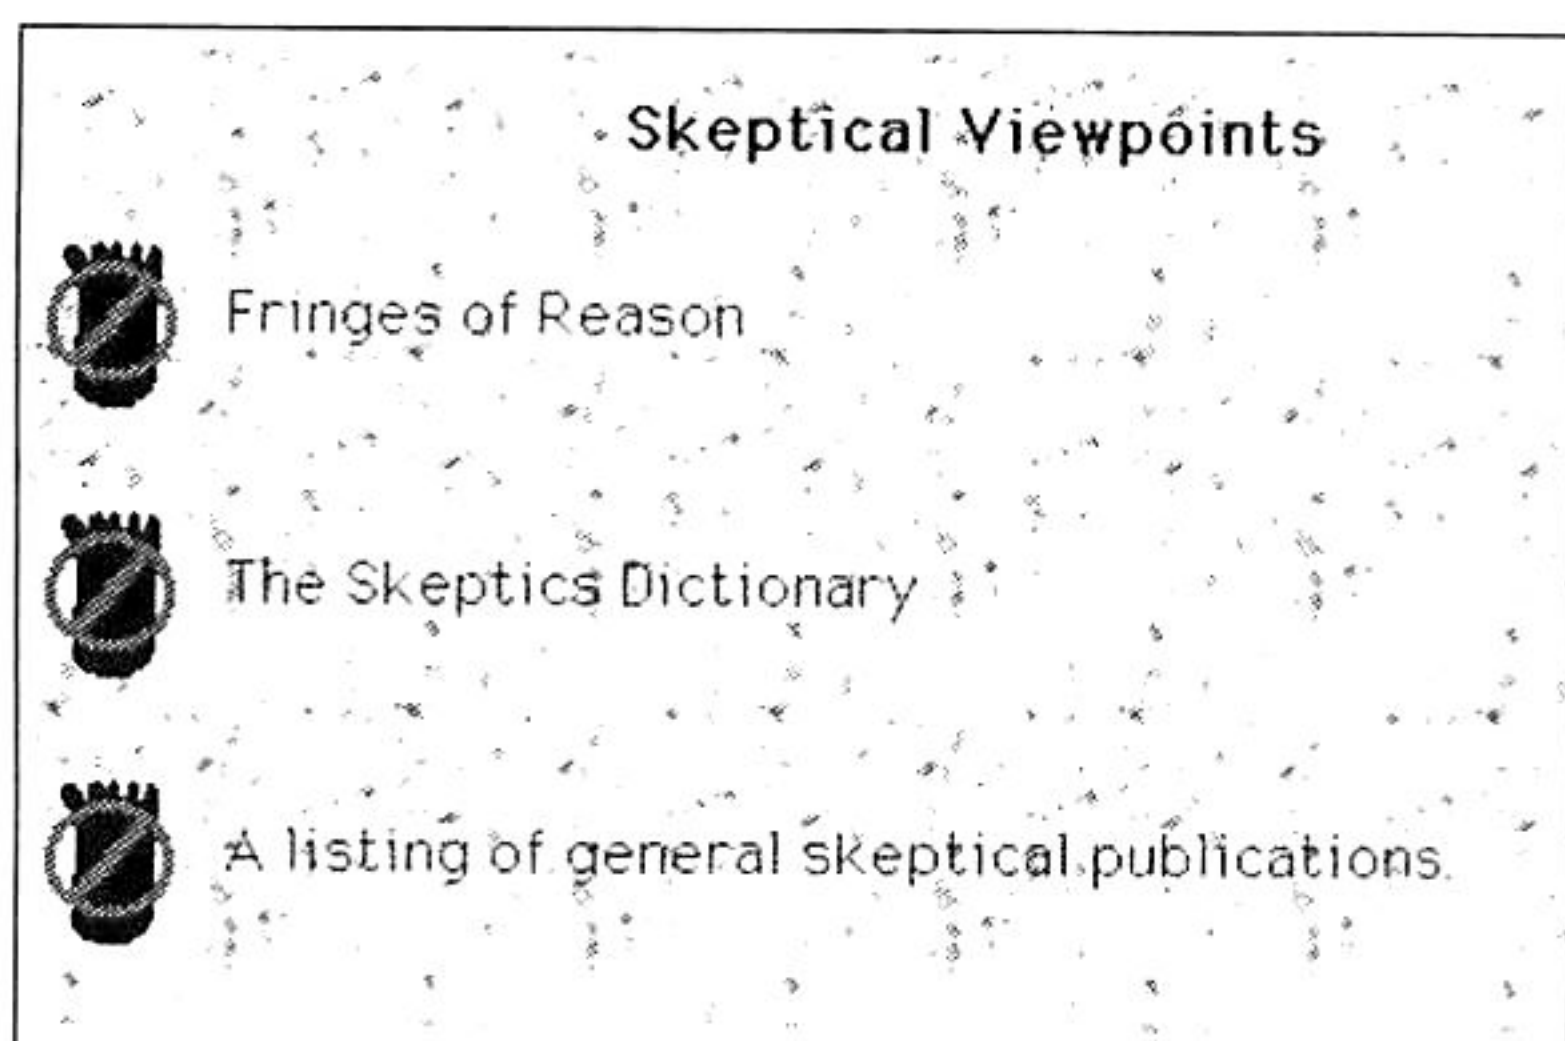 Skeptical Viewpoints
Fringes of Reason
The Skeptics Dictionary
A listing of general skeptical publications.